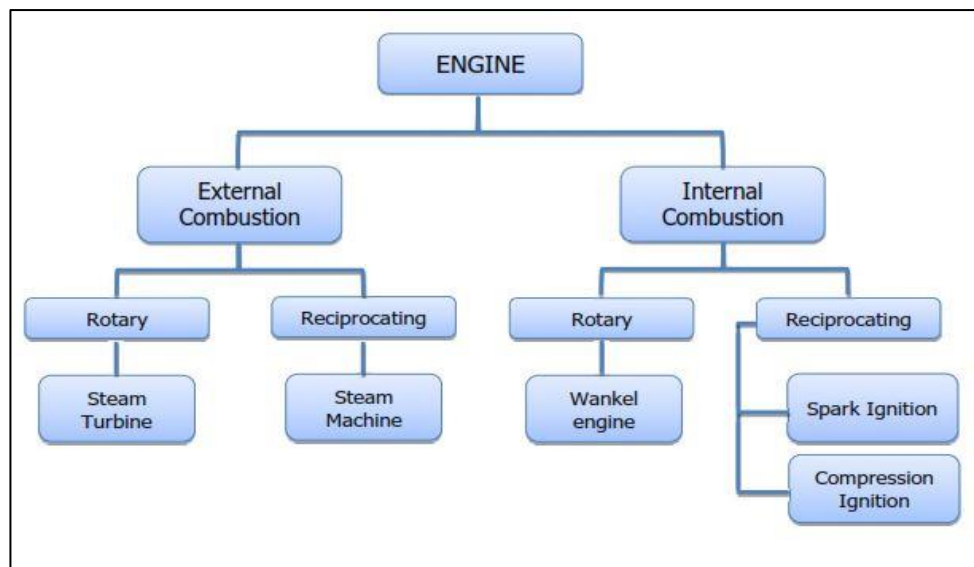 ENGINE
External
Combustion
Internal
Combustion
Rotary
Reciprocating
Rotary
Reciprocating
Steam
Turbine
Steam
Machine
Wankel
engine
Spark Ignition
Compression
Ignition